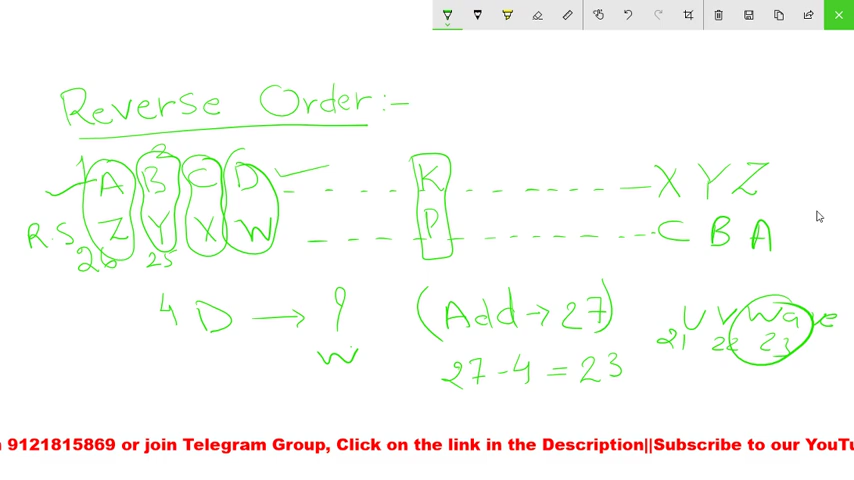 Reverse Order:-
1 2
A B C D - - - - K - - - - - X Y Z
R.S Z Y X W - - - - P - - - - - C B A
26 25
4 D → ? (Add → 27) U V Wave
W 21 22 23
27 - 4 = 23
9121815869 or join Telegram Group, Click on the link in the Description||Subscribe to our YouTu